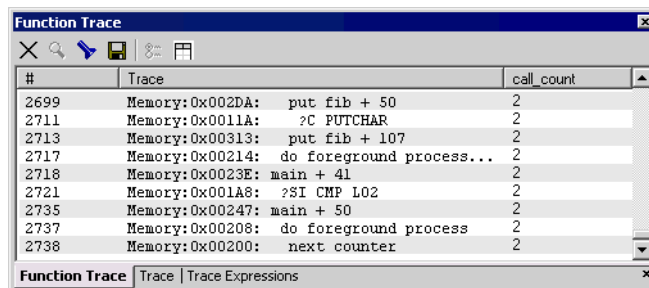 Function Trace
# Trace call_count
2699 Memory:0x002DA: put fib + 50 2
2711 Memory:0x0011A: ?C PUTCHAR 2
2713 Memory:0x00313: put fib + 107 2
2717 Memory:0x00214: do foreground process... 2
2718 Memory:0x0023E: main + 41 2
2721 Memory:0x001A8: ?SI CMP L02 2
2735 Memory:0x00247: main + 50 2
2737 Memory:0x00208: do foreground process 2
2738 Memory:0x00200: next counter 2
Function Trace Trace Trace Expressions